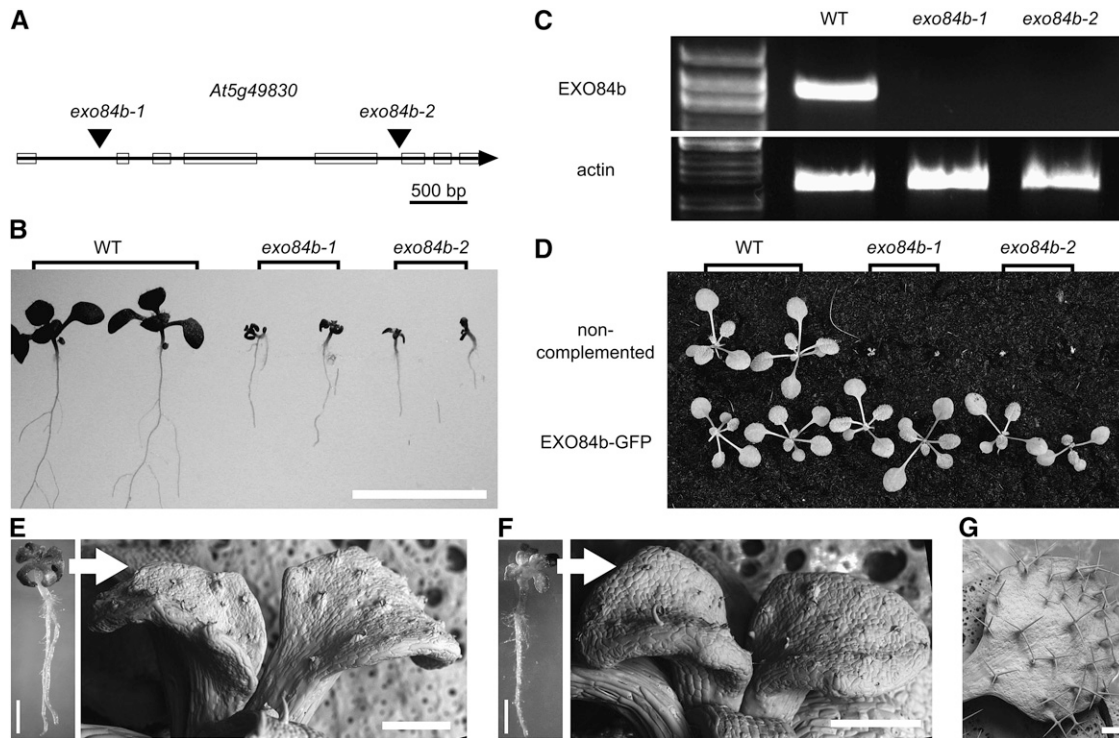 A
At5g49830
exo84b-1
exo84b-2
500 bp
B
WT
exo84b-1
exo84b-2
C
WT
exo84b-1
exo84b-2
EXO84b
actin
D
WT
exo84b-1
exo84b-2
non-
complemented
EXO84b-GFP
E
F
G